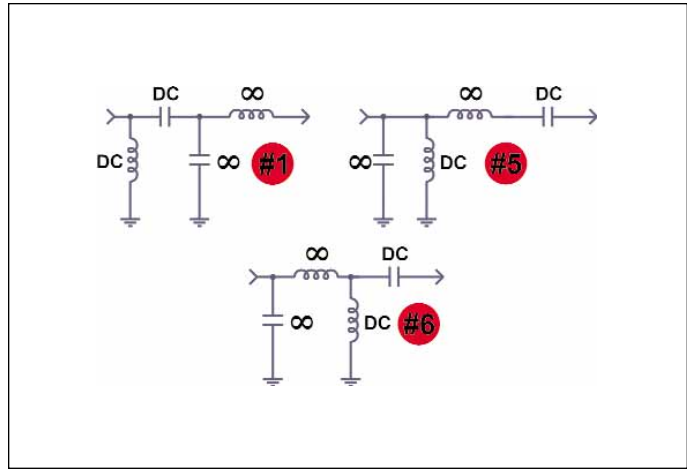 DC ∞ ∞ DC
DC ∞ #1 ∞ DC #5
∞ DC
∞ DC #6